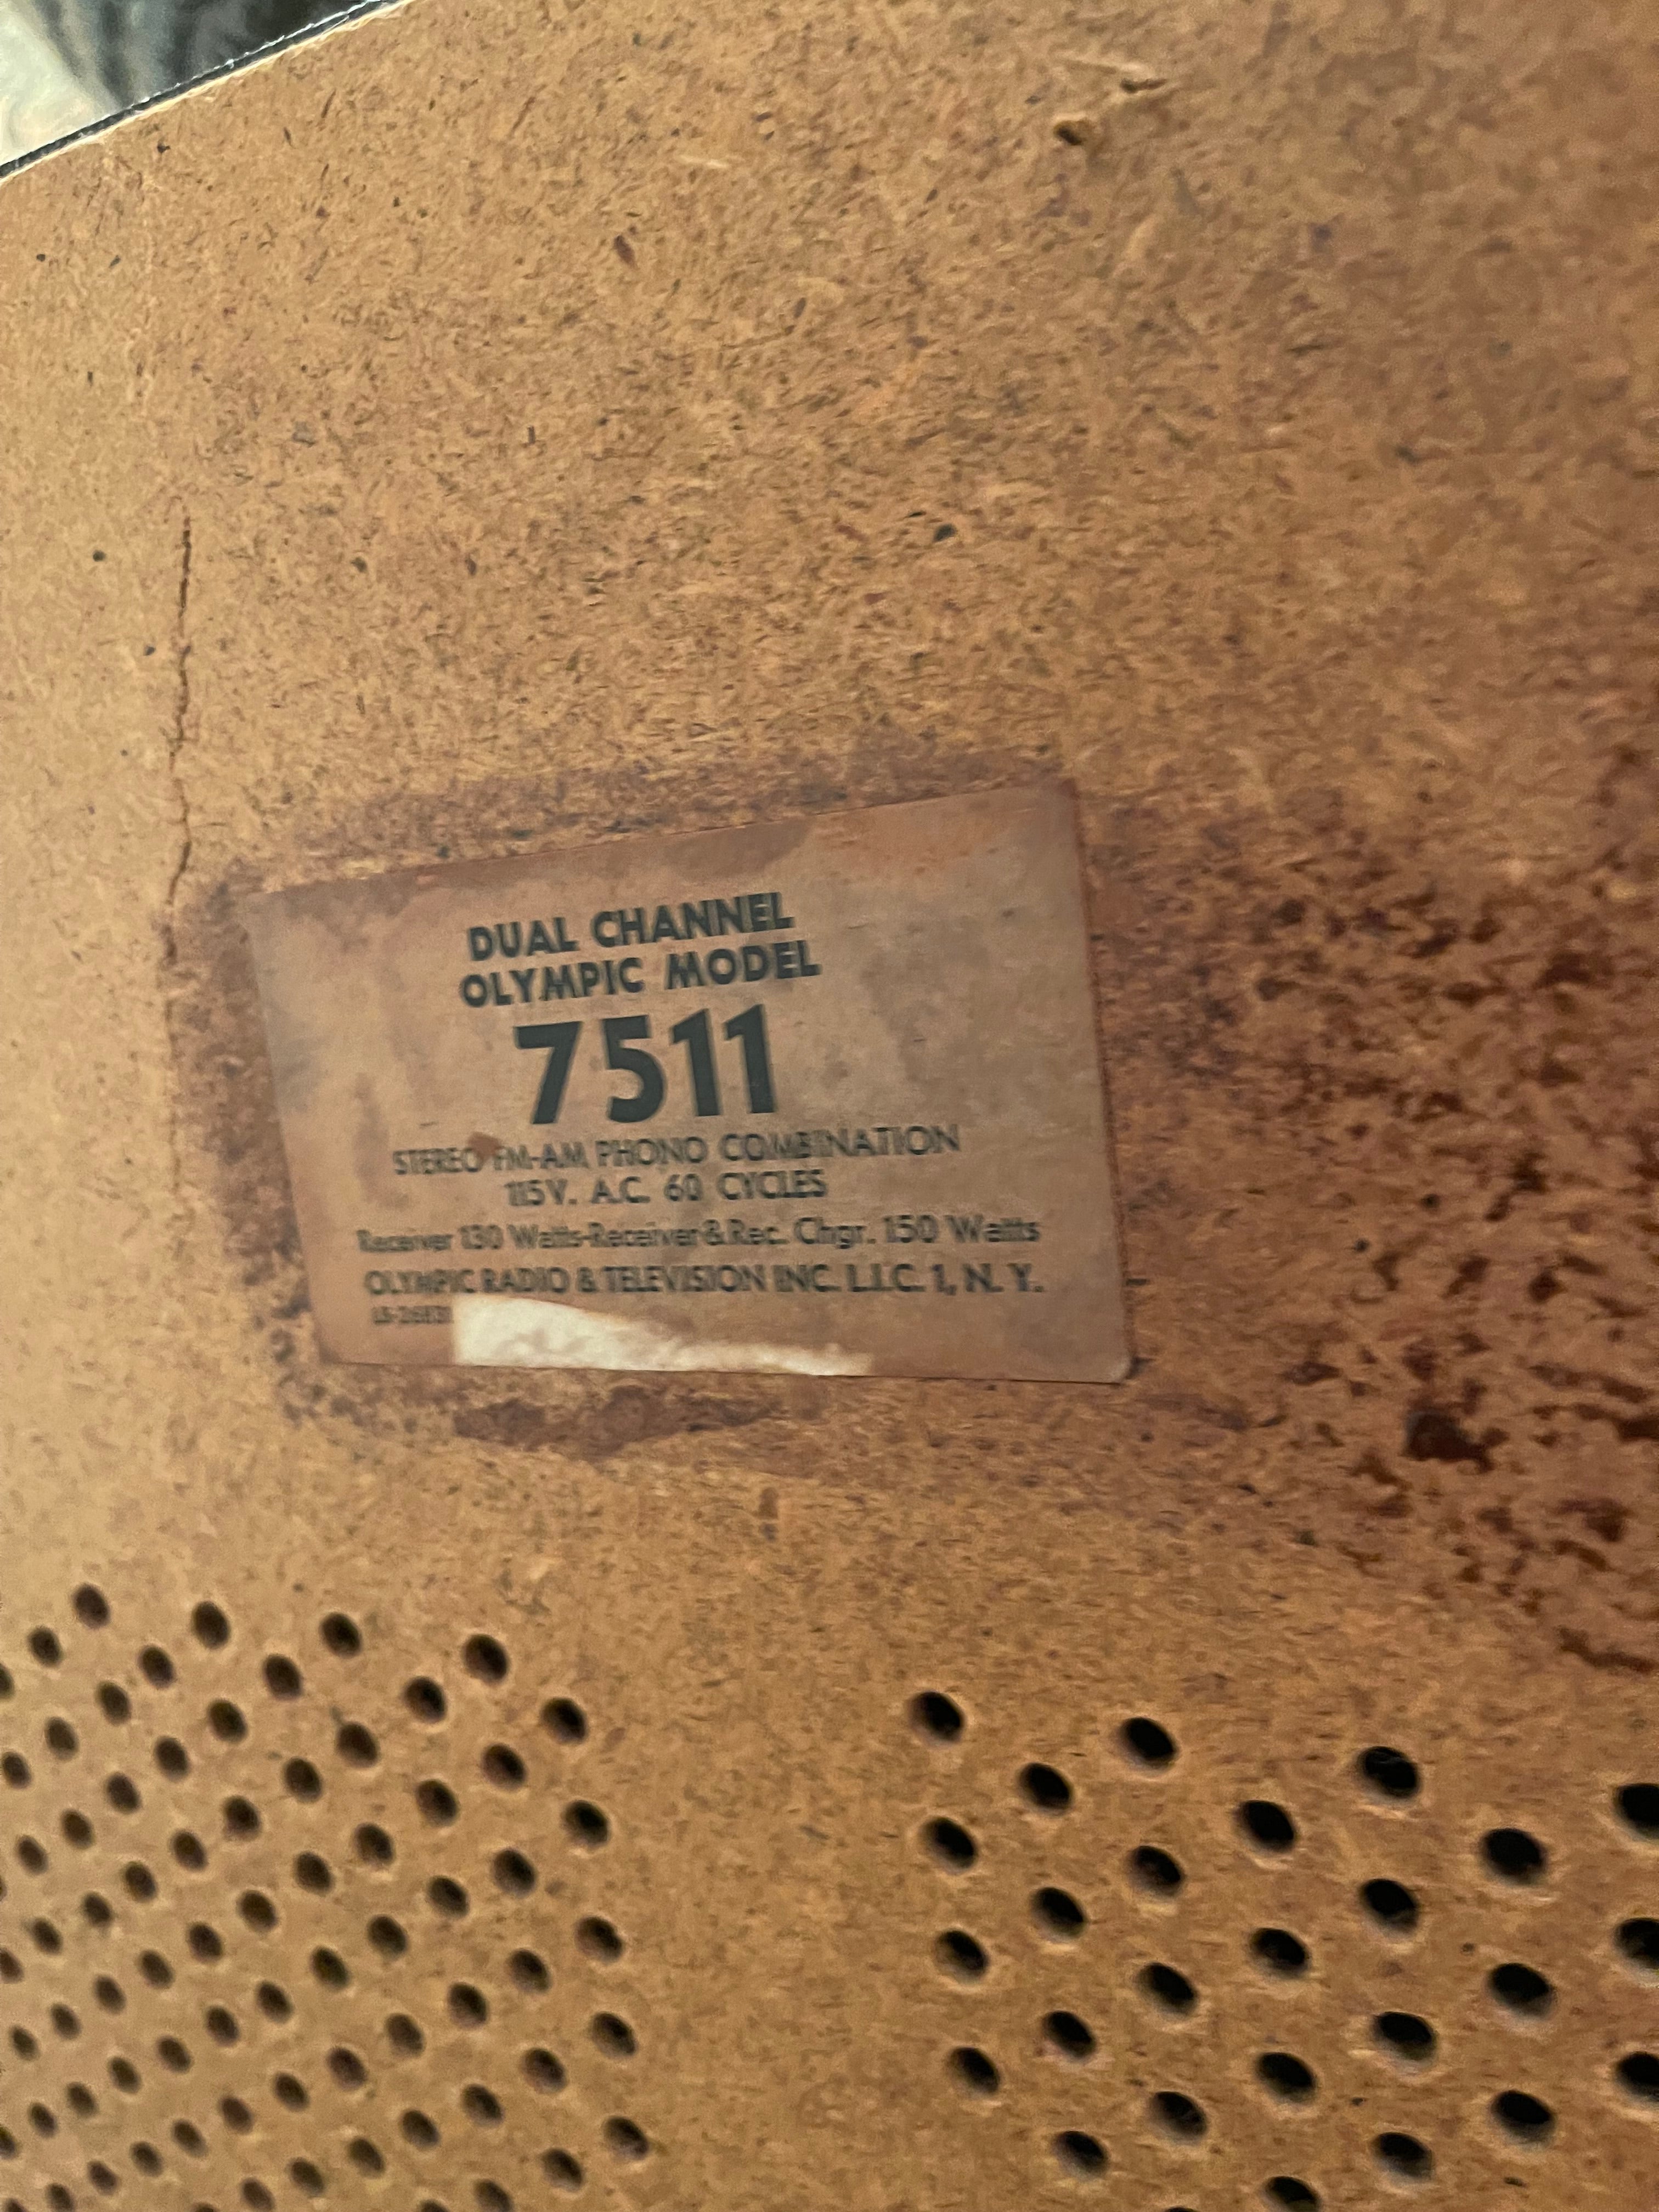 DUAL CHANNEL
OLYMPIC MODEL
7511
STEREO FM-AM PHONO COMBINATION
115V. A.C. 60 CYCLES
Receiver 130 Watts-Receiver & Rec. Chgr. 150 Watts
OLYMPIC RADIO & TELEVISION INC. L.I.C. 1, N. Y.